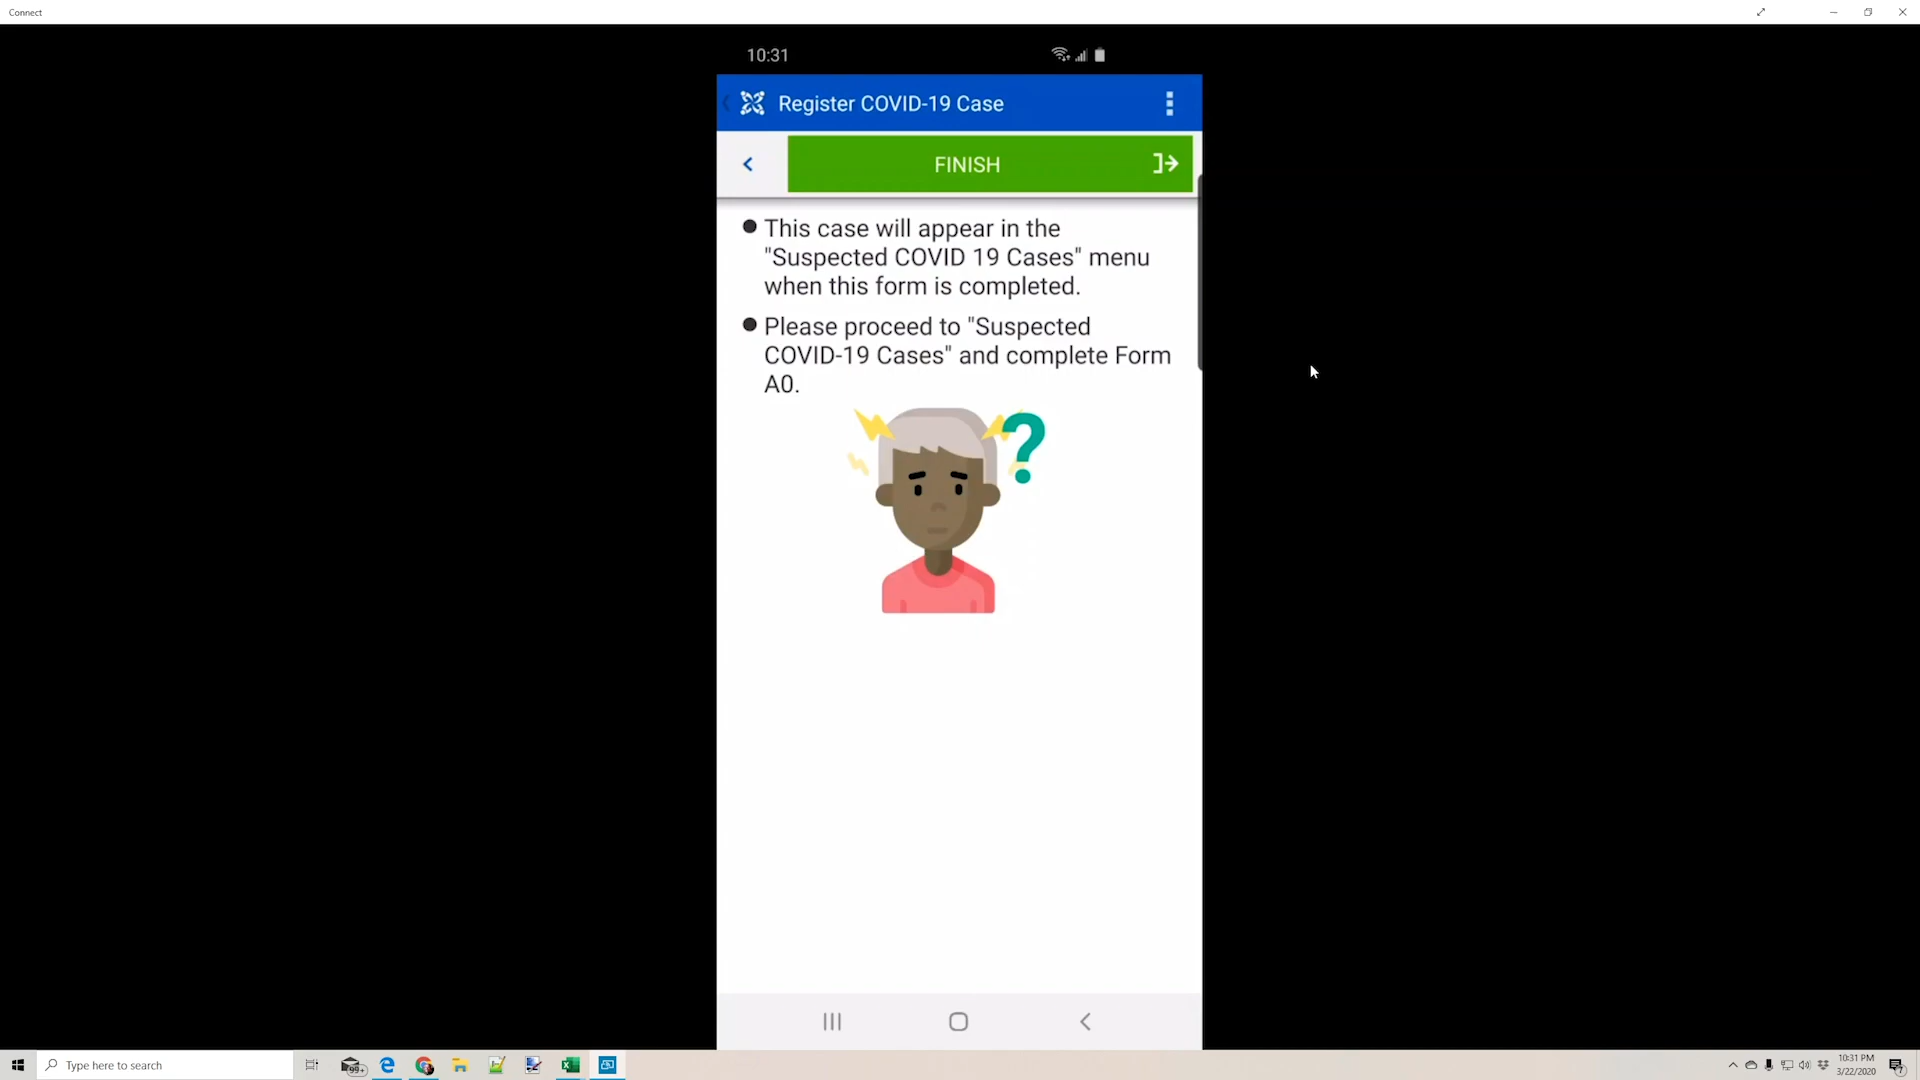 Connect
10:31
Register COVID-19 Case
FINISH
This case will appear in the
"Suspected COVID 19 Cases" menu
when this form is completed.
Please proceed to "Suspected
COVID-19 Cases" and complete Form
A0.
?
Type here to search
99+
10:31 PM
3/22/2020